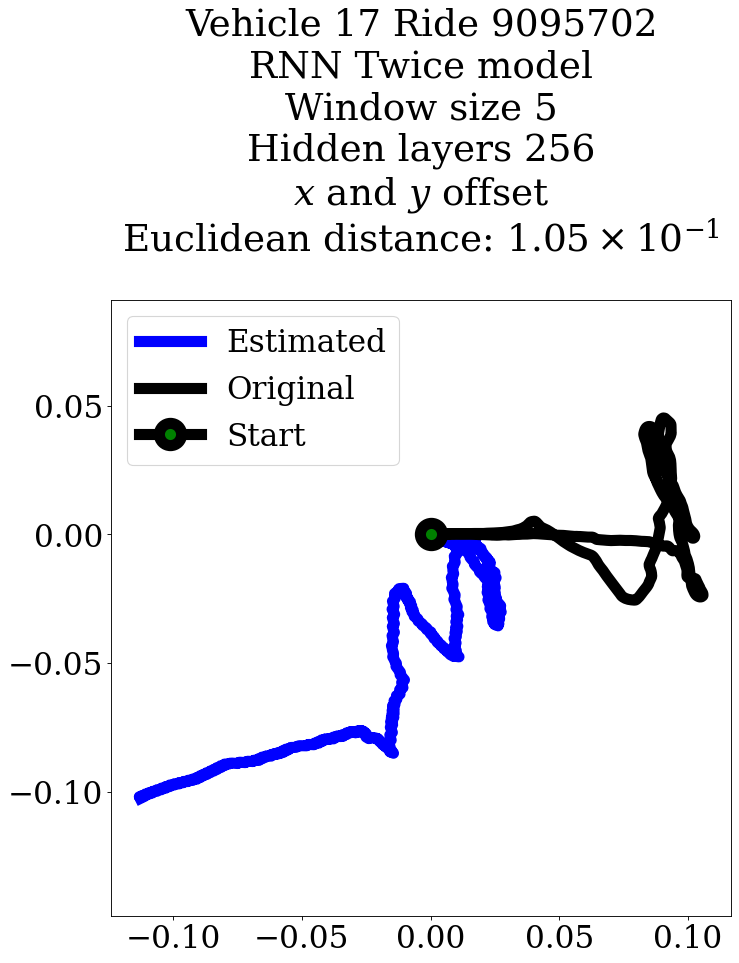 Vehicle 17 Ride 9095702
RNN Twice model
Window size 5
Hidden layers 256
x and y offset
Euclidean distance: 1.05 × 10⁻¹
Estimated
Original
Start
0.05
0.00
−0.05
−0.10
−0.10 −0.05 0.00 0.05 0.10